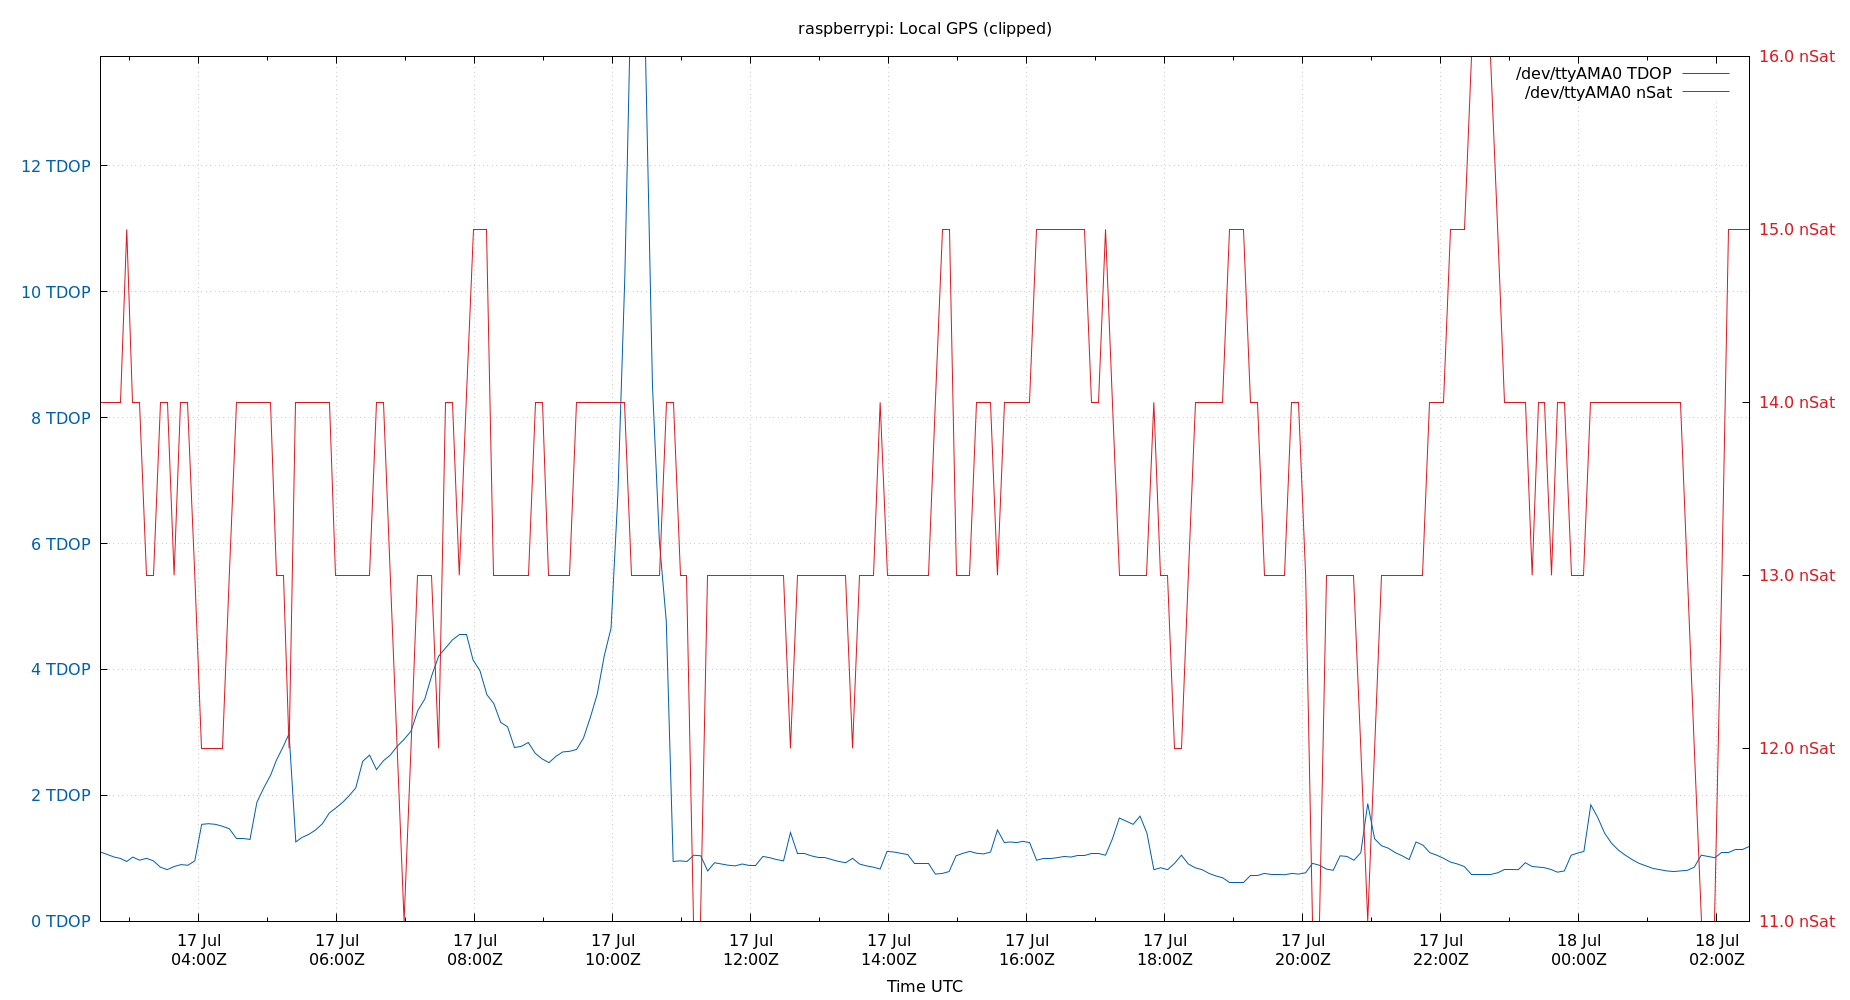 raspberrypi: Local GPS (clipped)
16.0 nSat
/dev/ttyAMA0 TDOP
/dev/ttyAMA0 nSat
12 TDOP
15.0 nSat
10 TDOP
14.0 nSat
8 TDOP
6 TDOP
13.0 nSat
4 TDOP
12.0 nSat
2 TDOP
0 TDOP
11.0 nSat
17 Jul 17 Jul 17 Jul 17 Jul 17 Jul 17 Jul 17 Jul 17 Jul 17 Jul 17 Jul 18 Jul 18 Jul
04:00Z 06:00Z 08:00Z 10:00Z 12:00Z 14:00Z 16:00Z 18:00Z 20:00Z 22:00Z 00:00Z 02:00Z
Time UTC